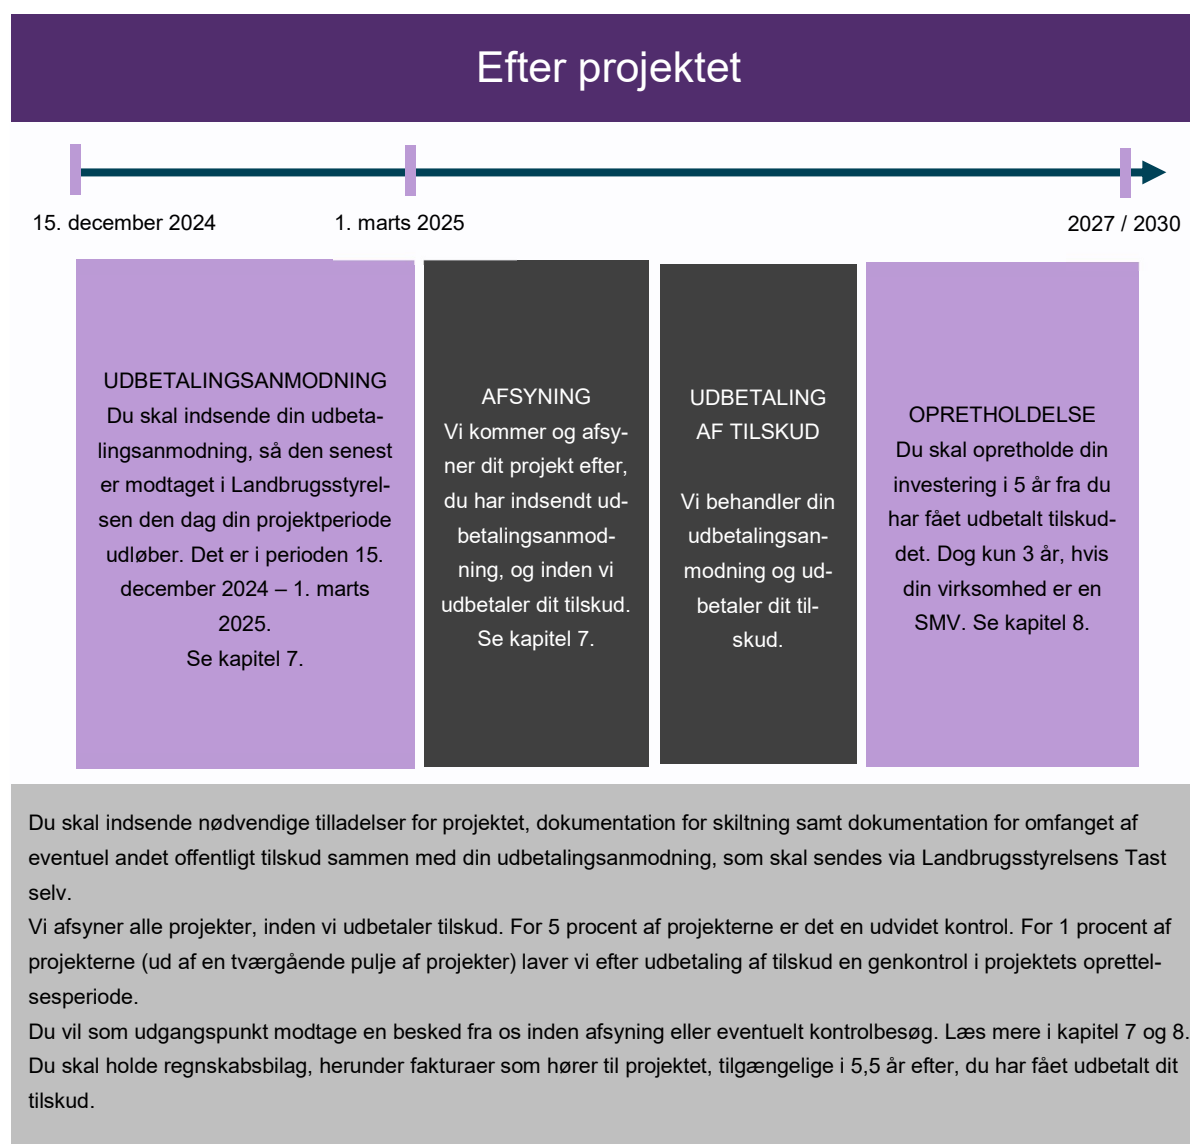 Efter projektet
15. december 2024
1. marts 2025
2027 / 2030
UDBETALINGSANMODNING
Du skal indsende din udbeta-
lingsanmodning, så den senest
er modtaget i Landbrugsstyrel-
sen den dag din projektperiode
udløber. Det er i perioden 15.
december 2024 – 1. marts
2025.
Se kapitel 7.
AFSYNING
Vi kommer og afsy-
ner dit projekt efter,
du har indsendt ud-
betalingsanmod-
ning, og inden vi
udbetaler dit tilskud.
Se kapitel 7.
UDBETALING
AF TILSKUD
Vi behandler din
udbetalingsan-
modning og ud-
betaler dit til-
skud.
OPRETHOLDELSE
Du skal opretholde din
investering i 5 år fra du
har fået udbetalt tilskud-
det. Dog kun 3 år, hvis
din virksomhed er en
SMV. Se kapitel 8.
Du skal indsende nødvendige tilladelser for projektet, dokumentation for skiltning samt dokumentation for omfanget af
eventuel andet offentligt tilskud sammen med din udbetalingsanmodning, som skal sendes via Landbrugsstyrelsens Tast
selv.
Vi afsyner alle projekter, inden vi udbetaler tilskud. For 5 procent af projekterne er det en udvidet kontrol. For 1 procent af
projekterne (ud af en tværgående pulje af projekter) laver vi efter udbetaling af tilskud en genkontrol i projektets oprettel-
sesperiode.
Du vil som udgangspunkt modtage en besked fra os inden afsyning eller eventuelt kontrolbesøg. Læs mere i kapitel 7 og 8.
Du skal holde regnskabsbilag, herunder fakturaer som hører til projektet, tilgængelige i 5,5 år efter, du har fået udbetalt dit
tilskud.